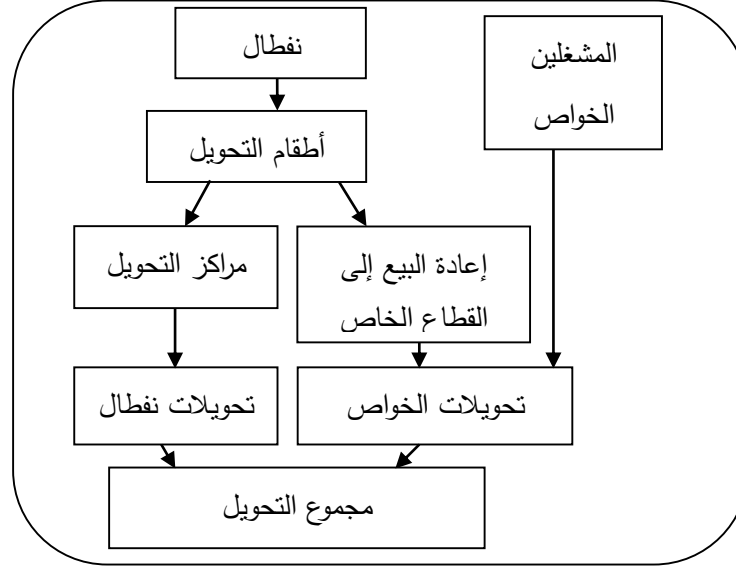 نفطال
المشغلين
الخواص
أطقام التحويل
مراكز التحويل
إعادة البيع إلى
القطاع الخاص
تحويلات نفطال
تحويلات الخواص
مجموع التحويل